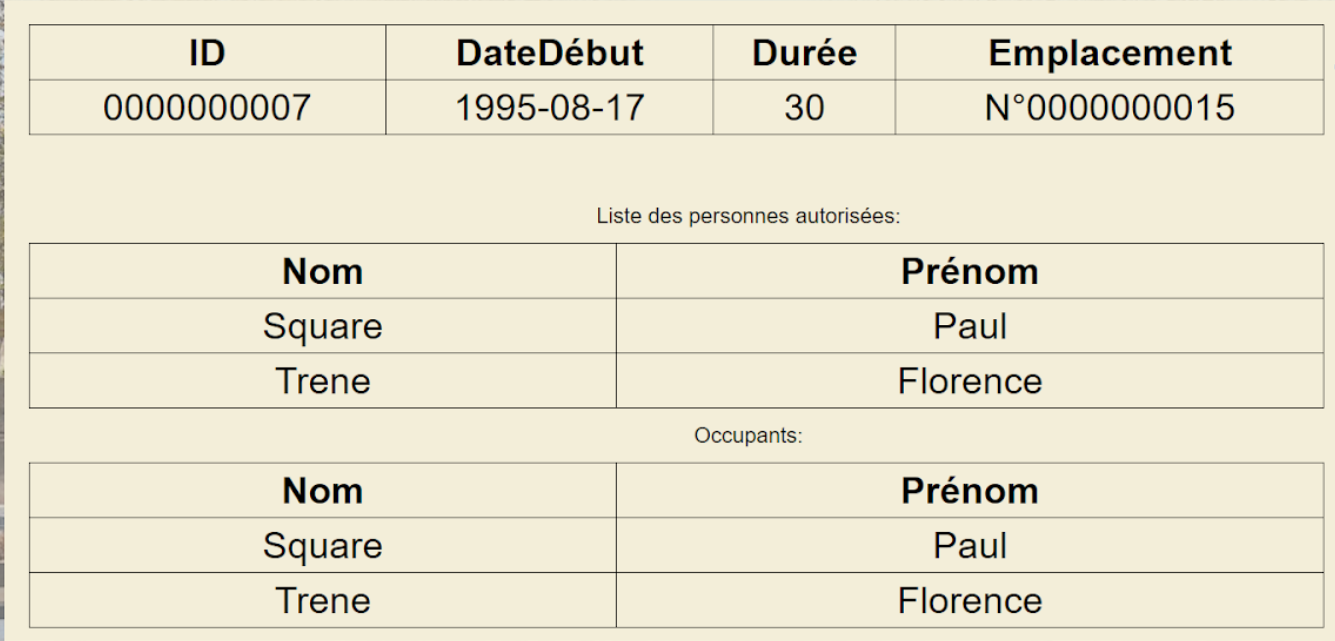 ID DateDébut Durée Emplacement
0000000007 1995-08-17 30 N°0000000015
Liste des personnes autorisées:
Nom Prénom
Square Paul
Trene Florence
Occupants:
Nom Prénom
Square Paul
Trene Florence